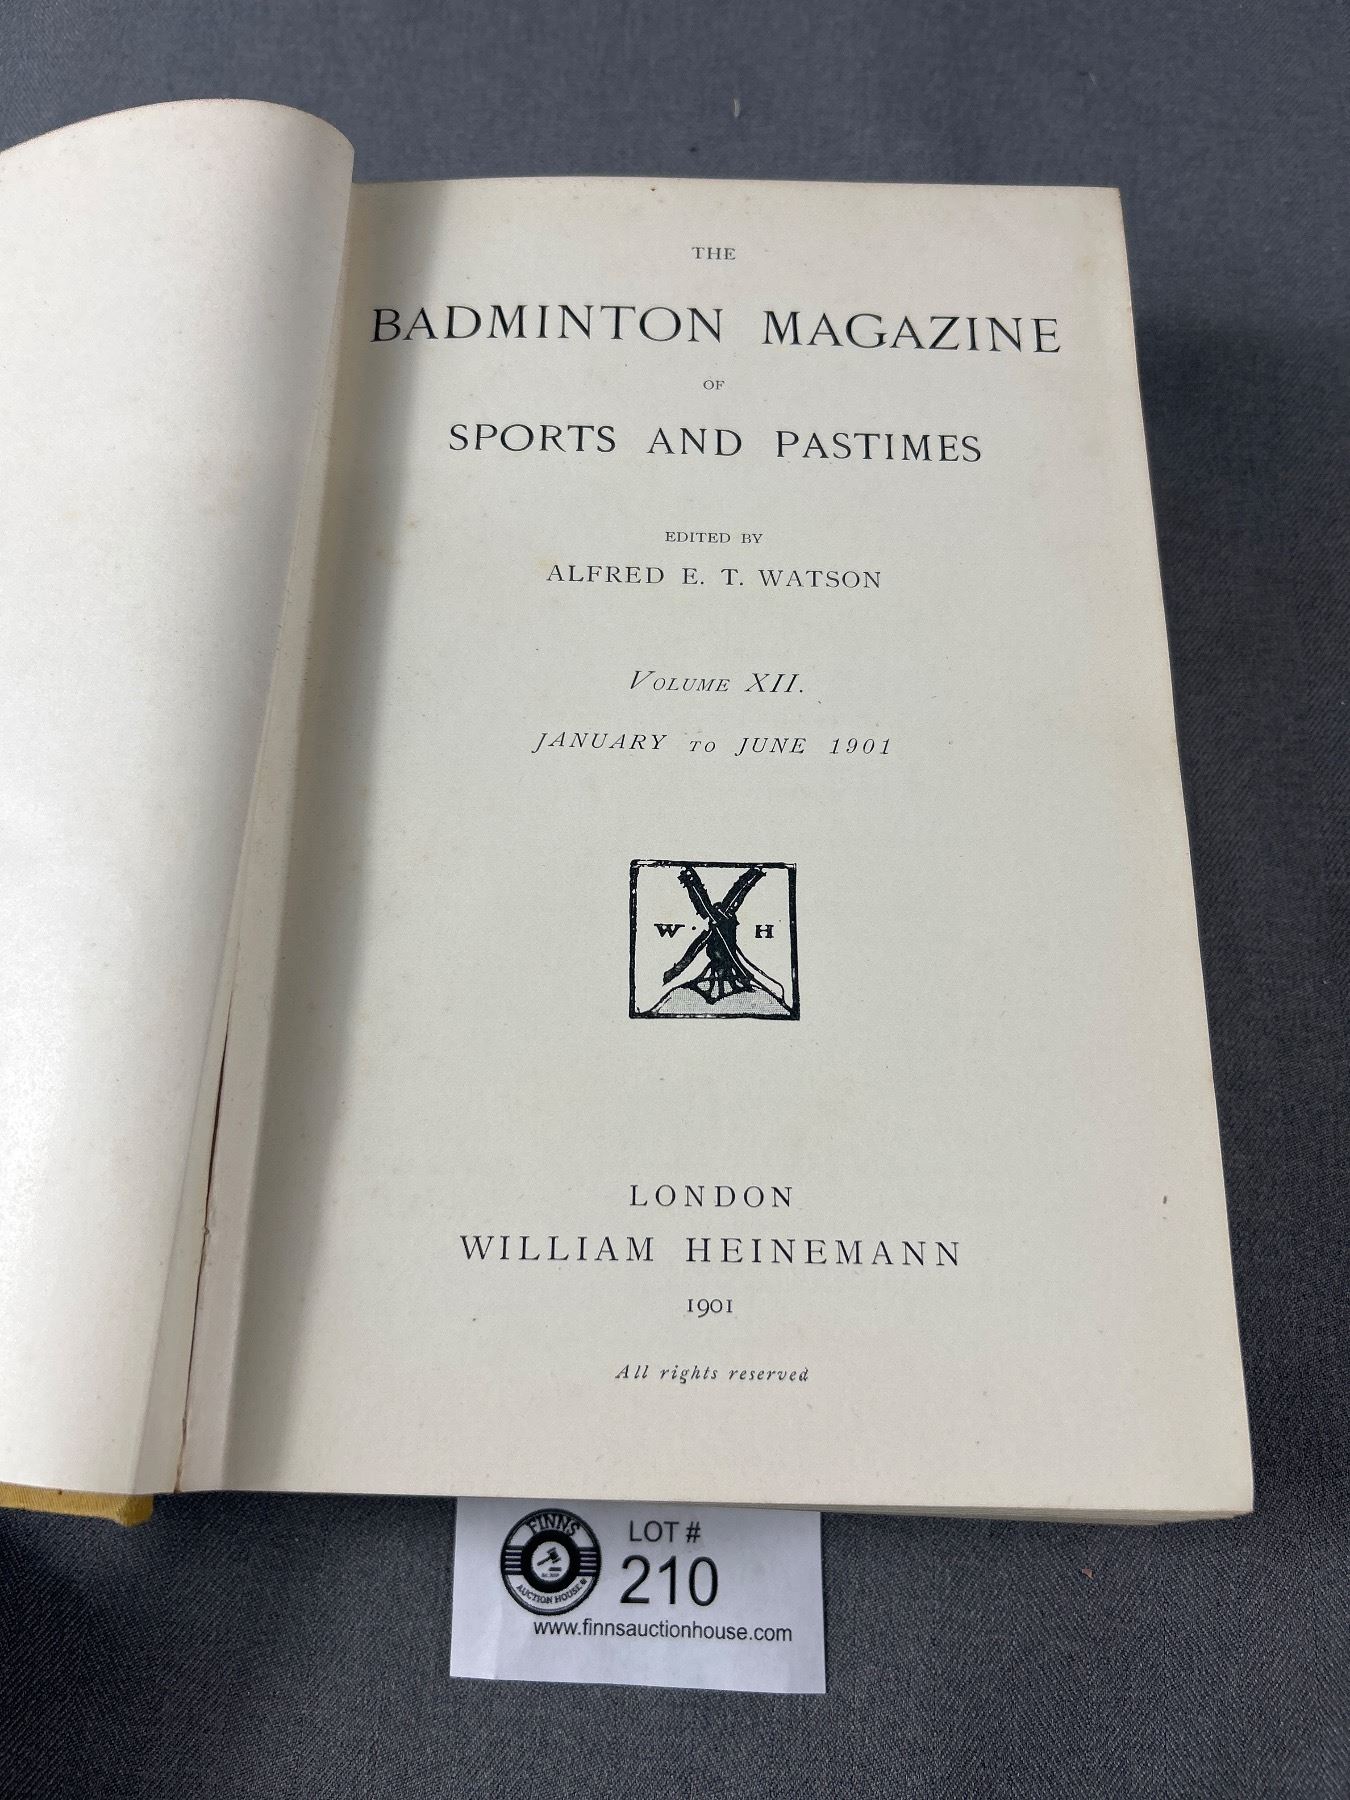 THE
BADMINTON MAGAZINE
OF
SPORTS AND PASTIMES
EDITED BY
ALFRED E. T. WATSON
VOLUME XII.
JANUARY TO JUNE 1901
W · H
LONDON
WILLIAM HEINEMANN
1901
All rights reserved
FINNS
AUCTION HOUSE
LOT #
210
www.finnsauctionhouse.com